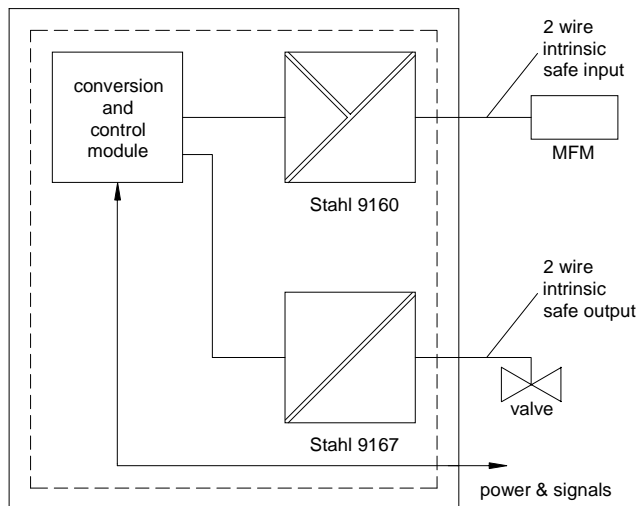 conversion
and
control
module
Stahl 9160
2 wire
intrinsic
safe input
MFM
Stahl 9167
2 wire
intrinsic
safe output
valve
power & signals